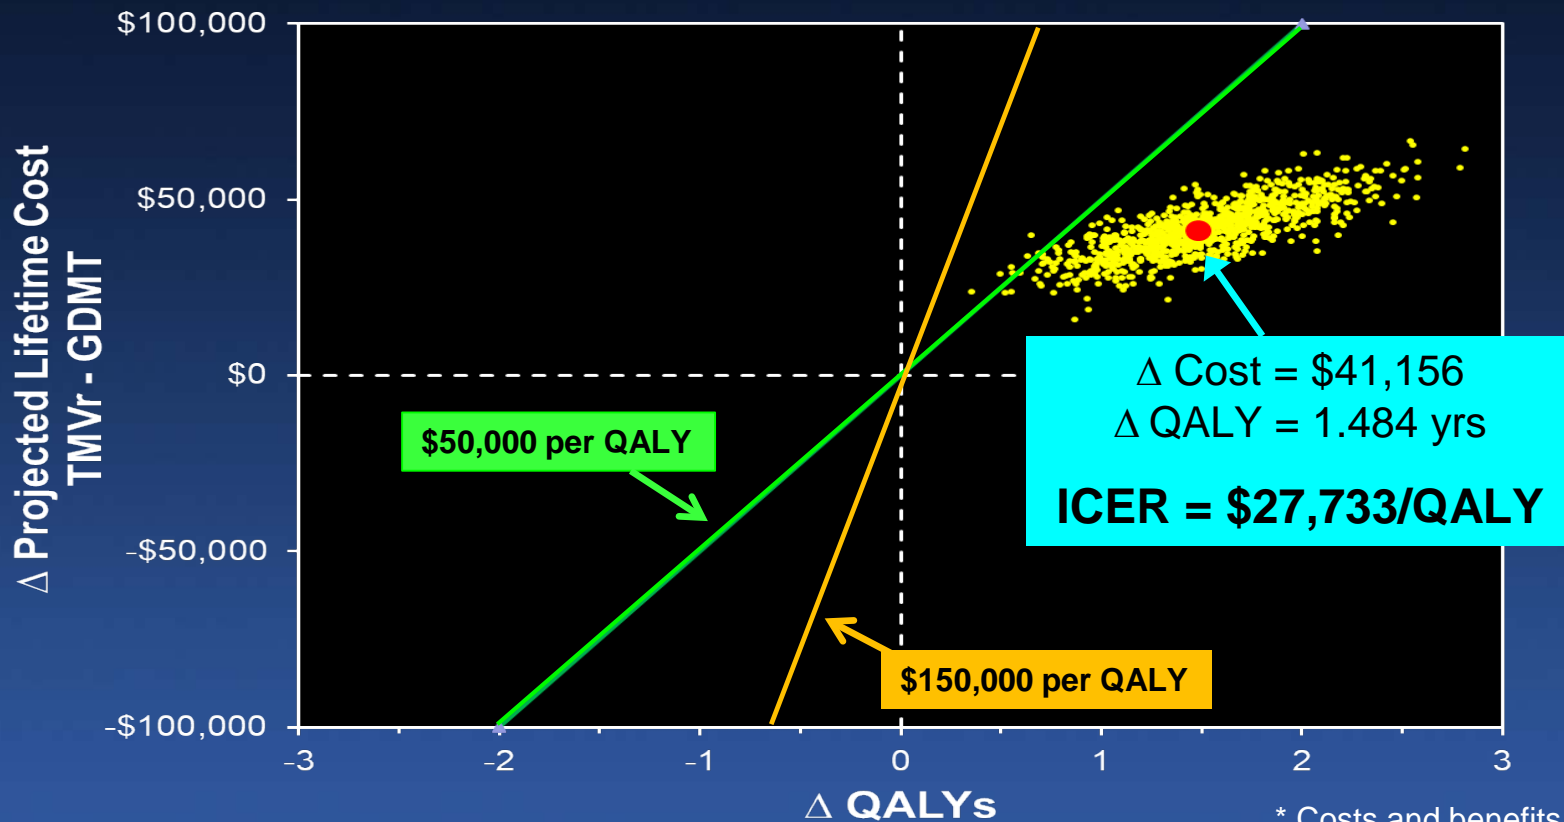 $100,000
$50,000
$0
-$50,000
-$100,000
Δ Projected Lifetime Cost
TMVr - GDMT
$50,000 per QALY
$150,000 per QALY
Δ Cost = $41,156
Δ QALY = 1.484 yrs
ICER = $27,733/QALY
-3
-2
-1
0
1
2
3
Δ QALYs
* Costs and benefits